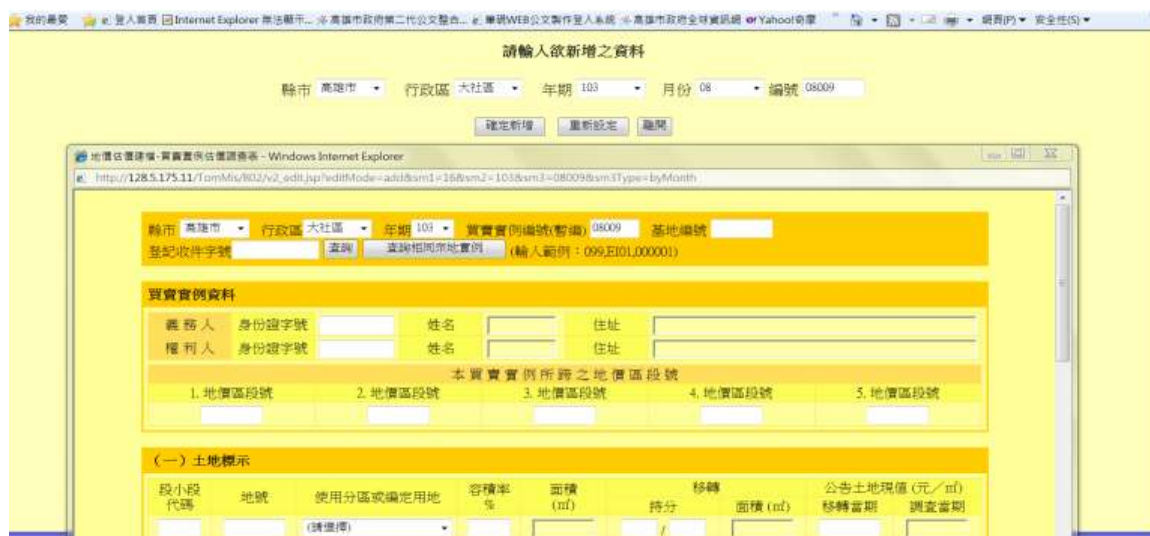 我的最愛 登入首頁 Internet Explorer 無法顯示... 高雄市政府第二代公文整合... 筆硯WEB公文製作登入系統 高雄市政府全球資訊網 Yahoo!奇摩 網頁(P) 安全性(S)
請輸入欲新增之資料
縣市 高雄市 行政區 大社區 年期 103 月份 08 編號 08009
確定新增 重新設定 離開
地價估價建檔-買賣實例估價調查表 - Windows Internet Explorer
http://128.5.175.11/TomMis/R02/v2_edit.jsp?editMode=add&sm1=16&sm2=103&sm3=08009&sm3Type=byMonth
縣市 高雄市 行政區 大社區 年期 103 買賣實例編號(暫編) 08009 基地編號
登記收件字號 查詢 查詢相同宗地實例 (輸入範例：099,EI01,000001)
買賣實例資料
義務人 身份證字號 姓名 住址
權利人 身份證字號 姓名 住址
本買賣實例所跨之地價區段號
1. 地價區段號 2. 地價區段號 3. 地價區段號 4. 地價區段號 5. 地價區段號
（一）土地標示
段小段 容積率 面積 移轉 公告土地現值 (元／㎡)
代碼 地號 使用分區或編定用地 % (㎡) 持分 面積 (㎡) 移轉當期 調查當期
(請選擇) /